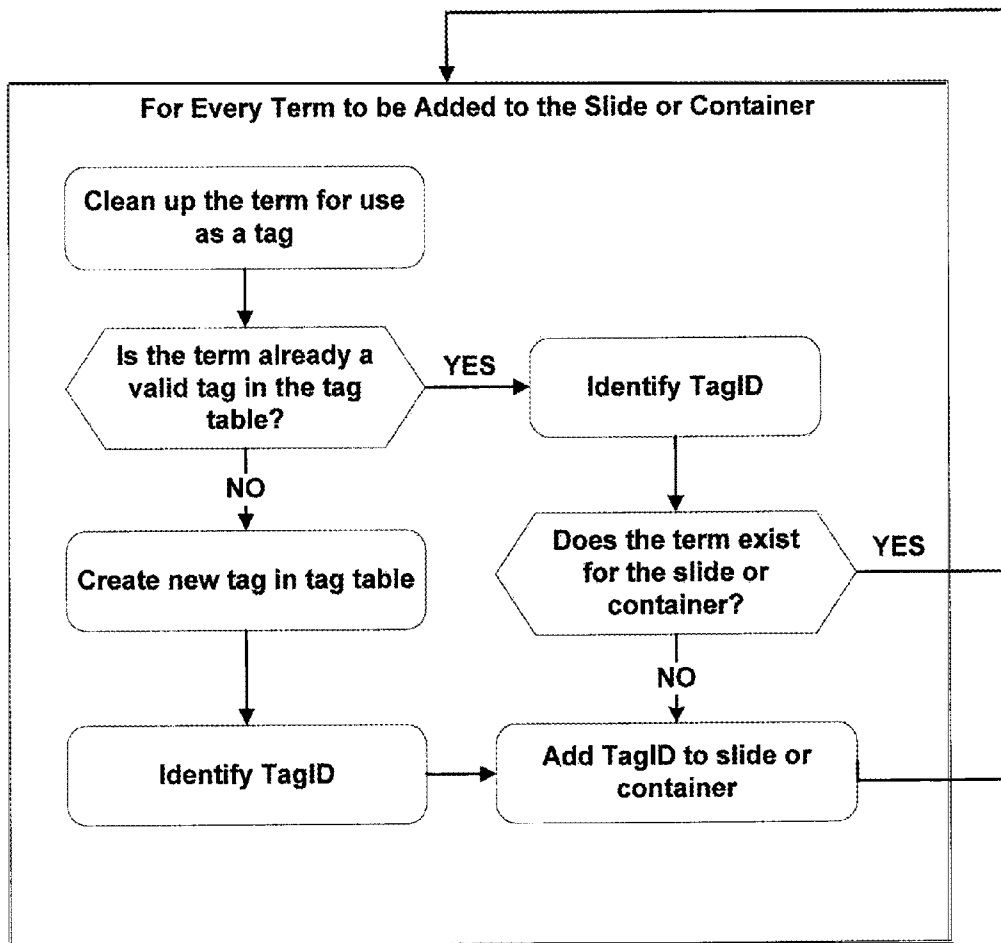 For Every Term to be Added to the Slide or Container
Clean up the term for use
as a tag
Is the term already a
valid tag in the tag
table?
YES
Identify TagID
NO
Does the term exist
for the slide or
container?
YES
Create new tag in tag table
NO
Identify TagID
Add TagID to slide or
container